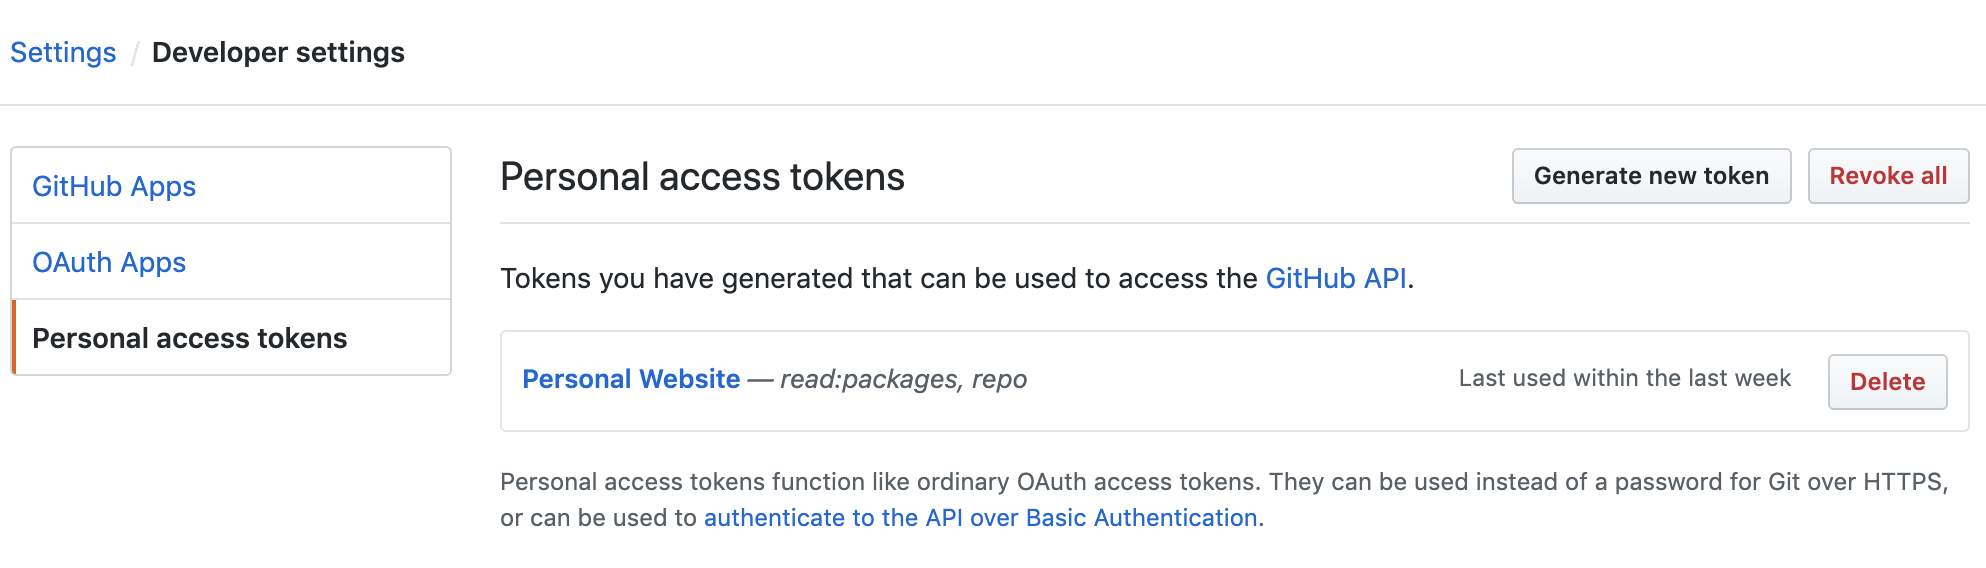 Settings / Developer settings
GitHub Apps
OAuth Apps
Personal access tokens
Personal access tokens
Generate new token
Revoke all
Tokens you have generated that can be used to access the GitHub API.
Personal Website — read:packages, repo
Last used within the last week
Delete
Personal access tokens function like ordinary OAuth access tokens. They can be used instead of a password for Git over HTTPS,
or can be used to authenticate to the API over Basic Authentication.